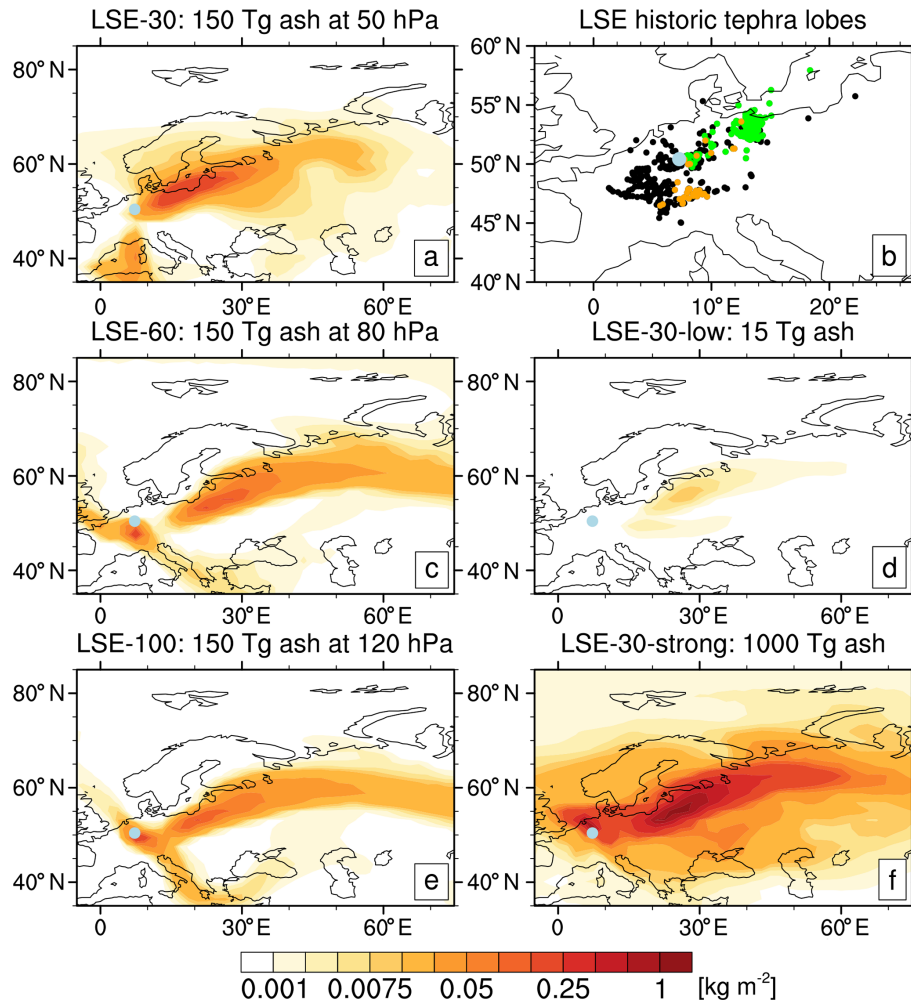 LSE-30: 150 Tg ash at 50 hPa
80° N
60° N
40° N
0
30° E
60° E
a
LSE historic tephra lobes
60° N
55° N
50° N
45° N
40° N
0
10° E
20° E
b
LSE-60: 150 Tg ash at 80 hPa
80° N
60° N
40° N
0
30° E
60° E
c
LSE-30-low: 15 Tg ash
80° N
60° N
40° N
0
30° E
60° E
d
LSE-100: 150 Tg ash at 120 hPa
80° N
60° N
40° N
0
30° E
60° E
e
LSE-30-strong: 1000 Tg ash
80° N
60° N
40° N
0
30° E
60° E
f
0.001 0.0075 0.05 0.25 1 [kg m⁻²]